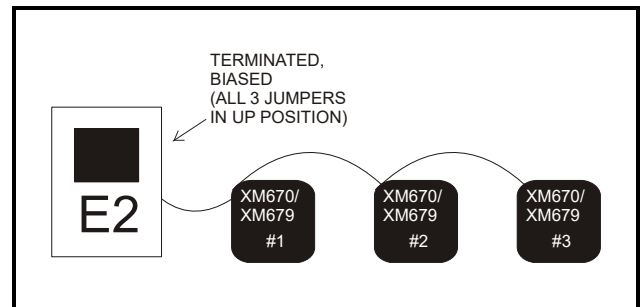 TERMINATED,
BIASED
(ALL 3 JUMPERS
IN UP POSITION)
E2
XM670/
XM679
#1
XM670/
XM679
#2
XM670/
XM679
#3